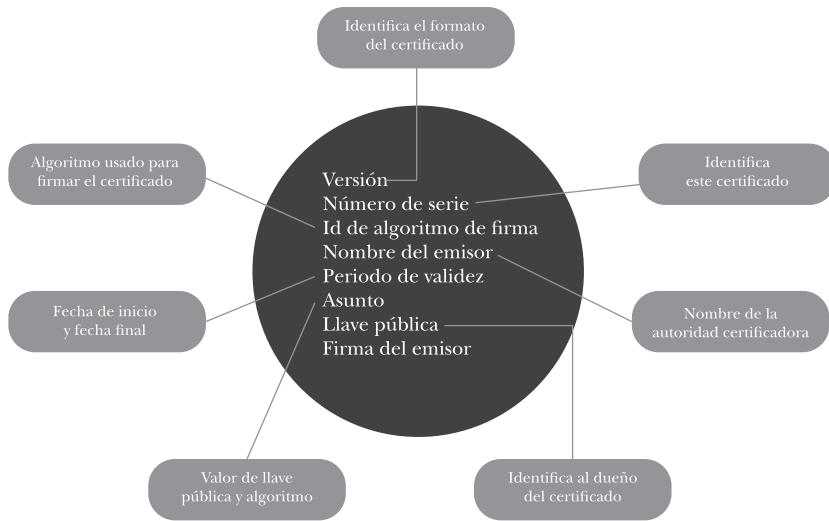 Identifica el formato
del certificado
Algoritmo usado para
firmar el certificado
Identifica
este certificado
Versión
Número de serie
Id de algoritmo de firma
Nombre del emisor
Periodo de validez
Asunto
Llave pública
Firma del emisor
Fecha de inicio
y fecha final
Nombre de la
autoridad certificadora
Valor de llave
pública y algoritmo
Identifica al dueño
del certificado